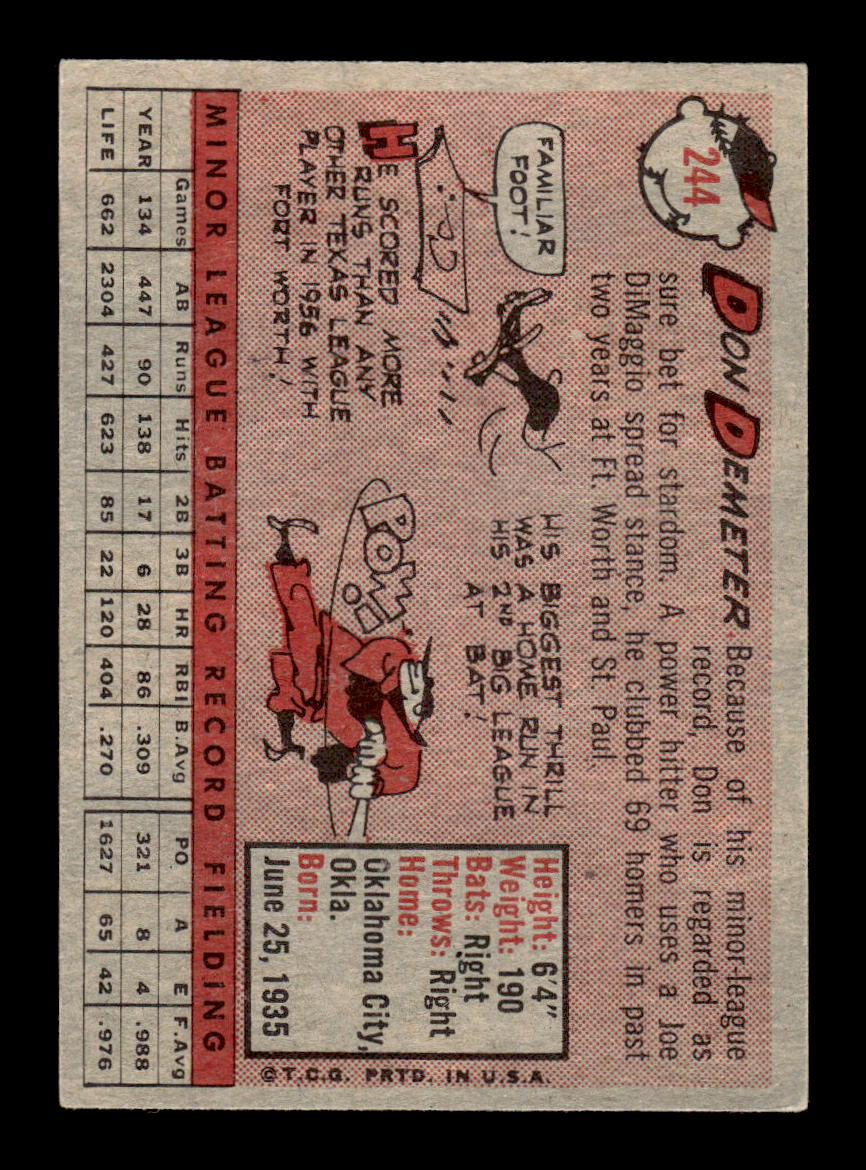 244
DON DEMETER
Because of his minor-league
record, Don is regarded as
sure bet for stardom. A power hitter who uses a Joe
DiMaggio spread stance, he clubbed 69 homers in past
two years at Ft. Worth and St. Paul.
FAMILIAR
FOOT!
HE SCORED MORE
RUNS THAN ANY
OTHER TEXAS LEAGUE
PLAYER IN 1956 WITH
FORT WORTH!
HIS BIGGEST THRILL
WAS A HOME RUN IN
HIS 2ND BIG LEAGUE
AT BAT!
POW!
Height: 6'4"
Weight: 190
Bats: Right
Throws: Right
Home:
Oklahoma City,
Okla.
Born:
June 25, 1935
©T.C.G. PRTD. IN U.S.A.
MINOR LEAGUE BATTING RECORD FIELDING
Games AB Runs Hits 2B 3B HR RBI B.Avg PO A E F.Avg
YEAR 134 447 90 138 17 6 28 86 .309 321 8 4 .988
LIFE 662 2304 427 623 85 22 120 404 .270 1627 65 42 .976